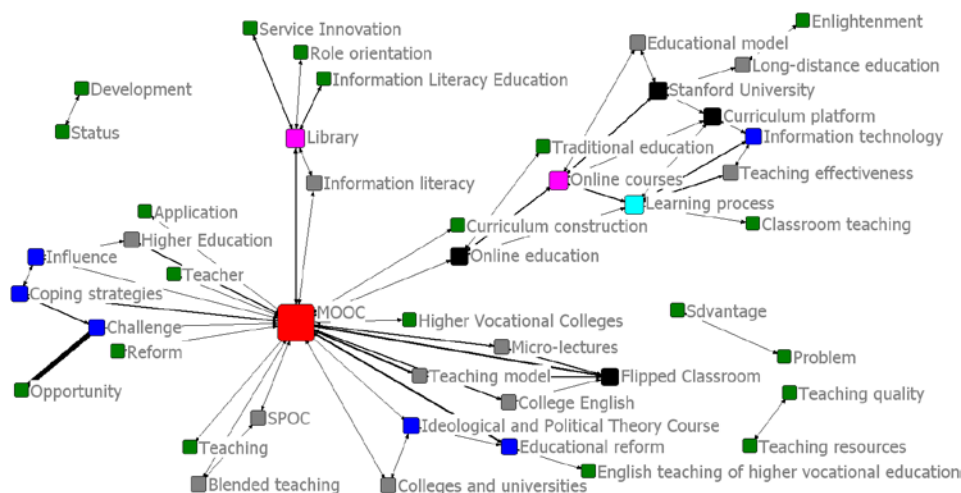 Enlightenment
Service Innovation
Educational model
Role orientation
Long-distance education
Information Literacy Education
Development
Stanford University
Curriculum platform
Status
Library
Information technology
Traditional education
Teaching effectiveness
Information literacy
Online courses
Learning process
Application
Curriculum construction
Classroom teaching
Higher Education
Influence
Online education
Teacher
Coping strategies
MOOC
Sdvantage
Challenge
Higher Vocational Colleges
Reform
Micro-lectures
Problem
Teaching model
Flipped Classroom
Opportunity
Teaching quality
College English
SPOC
Ideological and Political Theory Course
Teaching
Educational reform
Teaching resources
English teaching of higher vocational education
Blended teaching
Colleges and universities